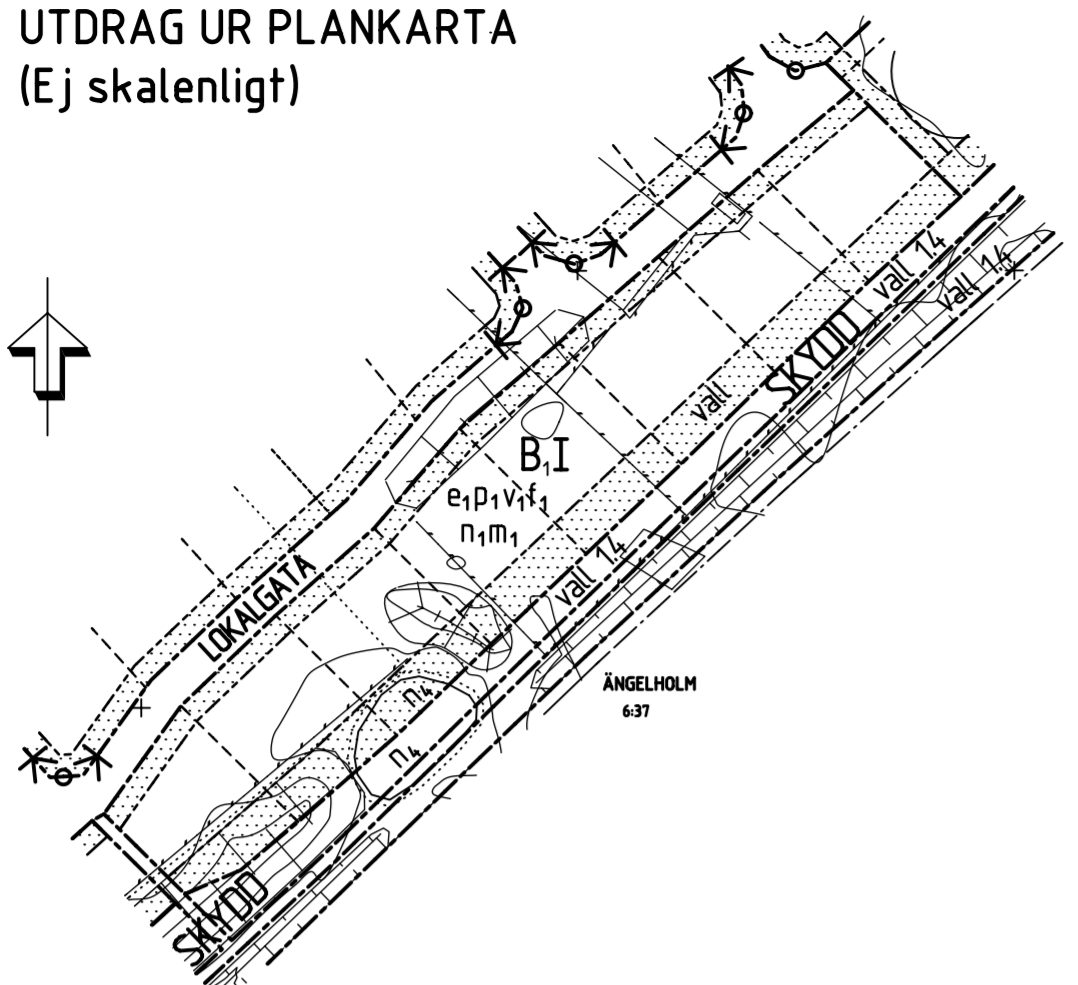 UTDRAG UR PLANKARTA
(Ej skalenligt)
vall 1.4
vall 1.4
SKYDD
vall
B₁I
e₁p₁v₁f₁
n₁m₁
vall 1.4
LOKALGATA
ÄNGELHOLM
6:37
n₄
n₄
SKYDD